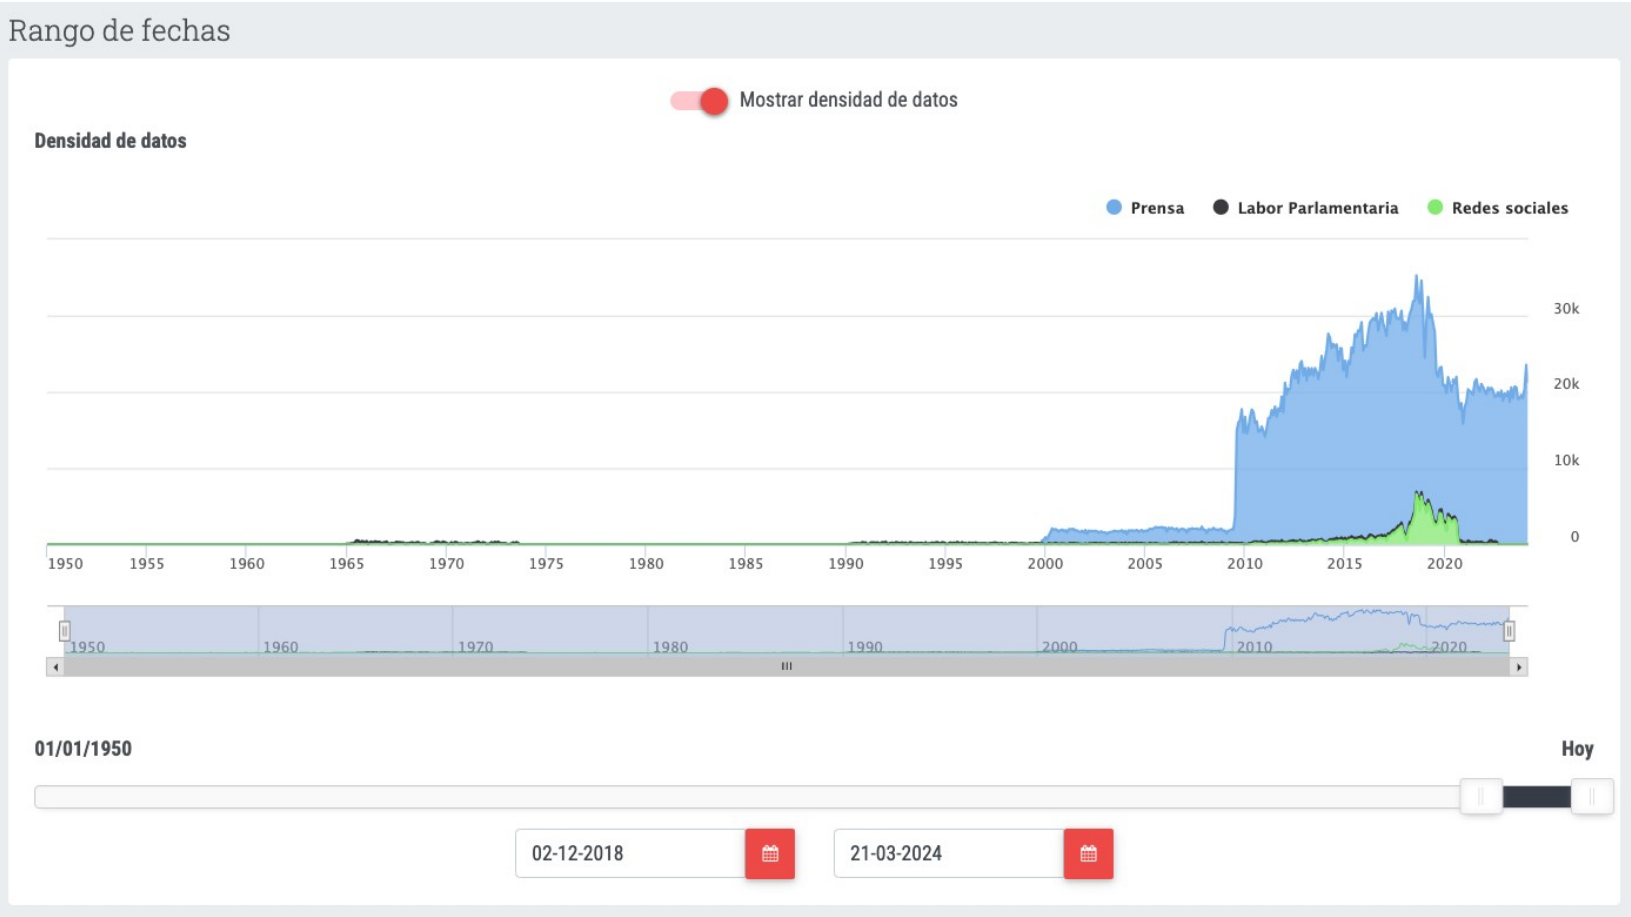 Rango de fechas
Mostrar densidad de datos
Densidad de datos
Prensa Labor Parlamentaria Redes sociales
30k
20k
10k
0
1950 1955 1960 1965 1970 1975 1980 1985 1990 1995 2000 2005 2010 2015 2020
1950 1960 1970 1980 1990 2000 2010 2020
01/01/1950 Hoy
02-12-2018 21-03-2024